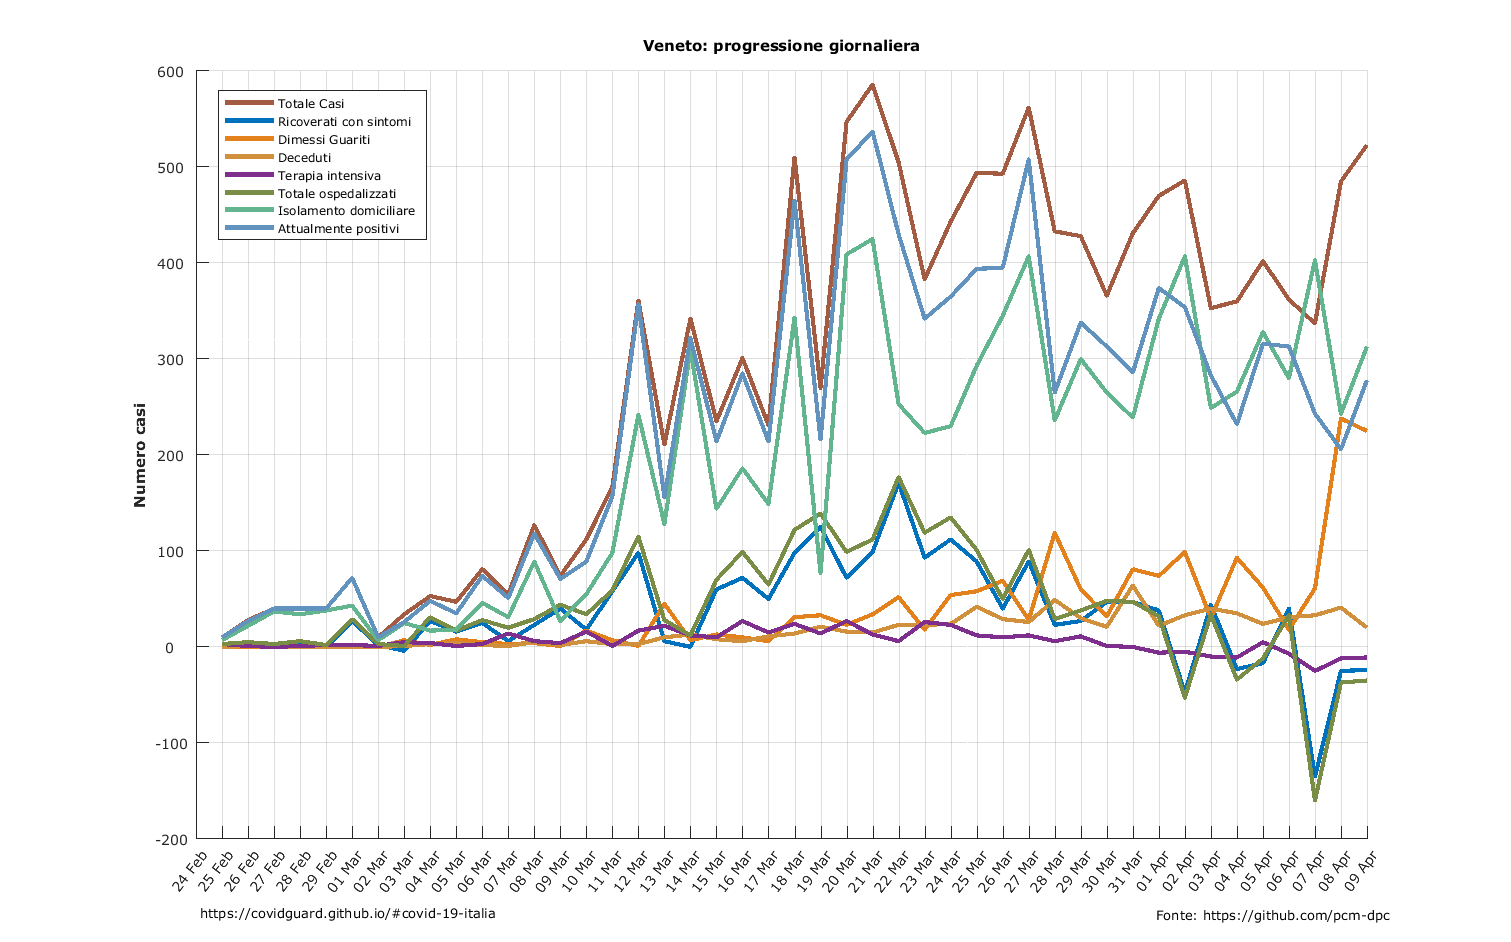 Veneto: progressione giornaliera
600
500
400
300
200
100
0
-100
-200
Numero casi
Totale Casi
Ricoverati con sintomi
Dimessi Guariti
Deceduti
Terapia intensiva
Totale ospedalizzati
Isolamento domiciliare
Attualmente positivi
24 Feb
25 Feb
26 Feb
27 Feb
28 Feb
29 Feb
01 Mar
02 Mar
03 Mar
04 Mar
05 Mar
06 Mar
07 Mar
08 Mar
09 Mar
10 Mar
11 Mar
12 Mar
13 Mar
14 Mar
15 Mar
16 Mar
17 Mar
18 Mar
19 Mar
20 Mar
21 Mar
22 Mar
23 Mar
24 Mar
25 Mar
26 Mar
27 Mar
28 Mar
29 Mar
30 Mar
31 Mar
01 Apr
02 Apr
03 Apr
04 Apr
05 Apr
06 Apr
07 Apr
08 Apr
09 Apr
https://covidguard.github.io/#covid-19-italia
Fonte: https://github.com/pcm-dpc